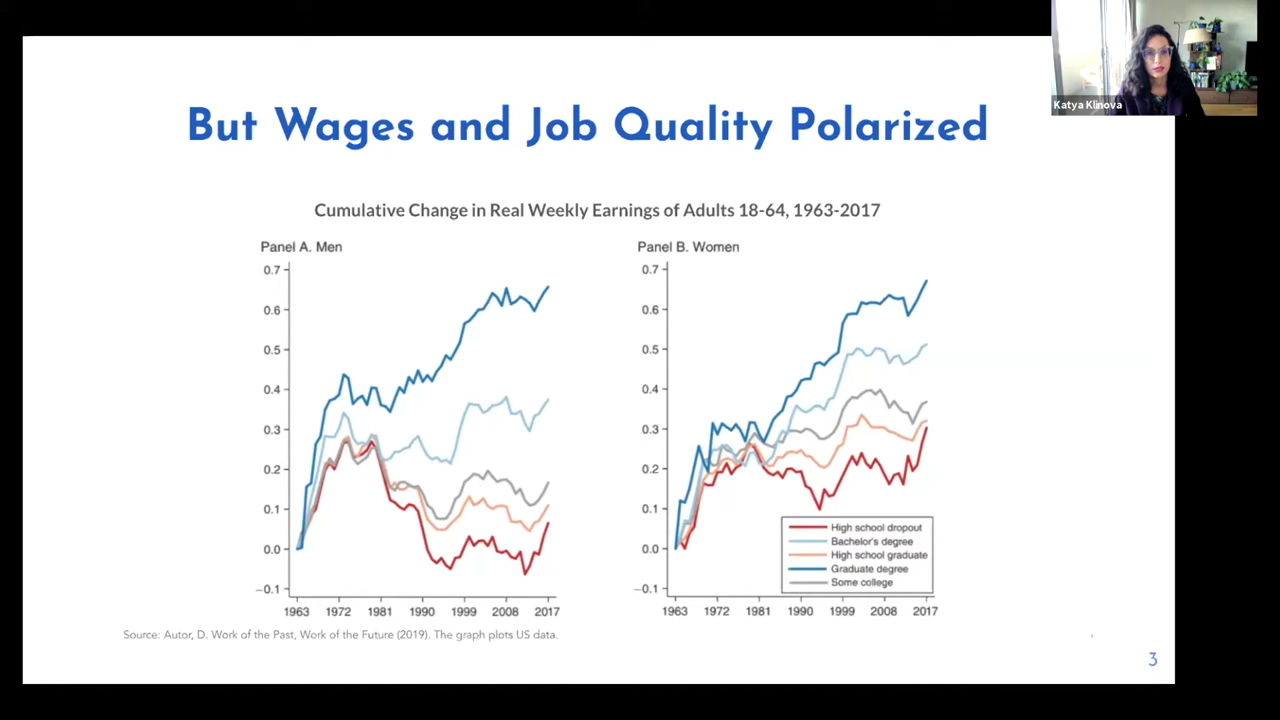 Katya Klinova
But Wages and Job Quality Polarized
Cumulative Change in Real Weekly Earnings of Adults 18-64, 1963-2017
Panel A. Men
0.7
0.6
0.5
0.4
0.3
0.2
0.1
0.0
−0.1
1963 1972 1981 1990 1999 2008 2017
Panel B. Women
0.7
0.6
0.5
0.4
0.3
0.2
0.1
0.0
−0.1
High school dropout
Bachelor's degree
High school graduate
Graduate degree
Some college
1963 1972 1981 1990 1999 2008 2017
Source: Autor, D. Work of the Past, Work of the Future (2019). The graph plots US data.
3